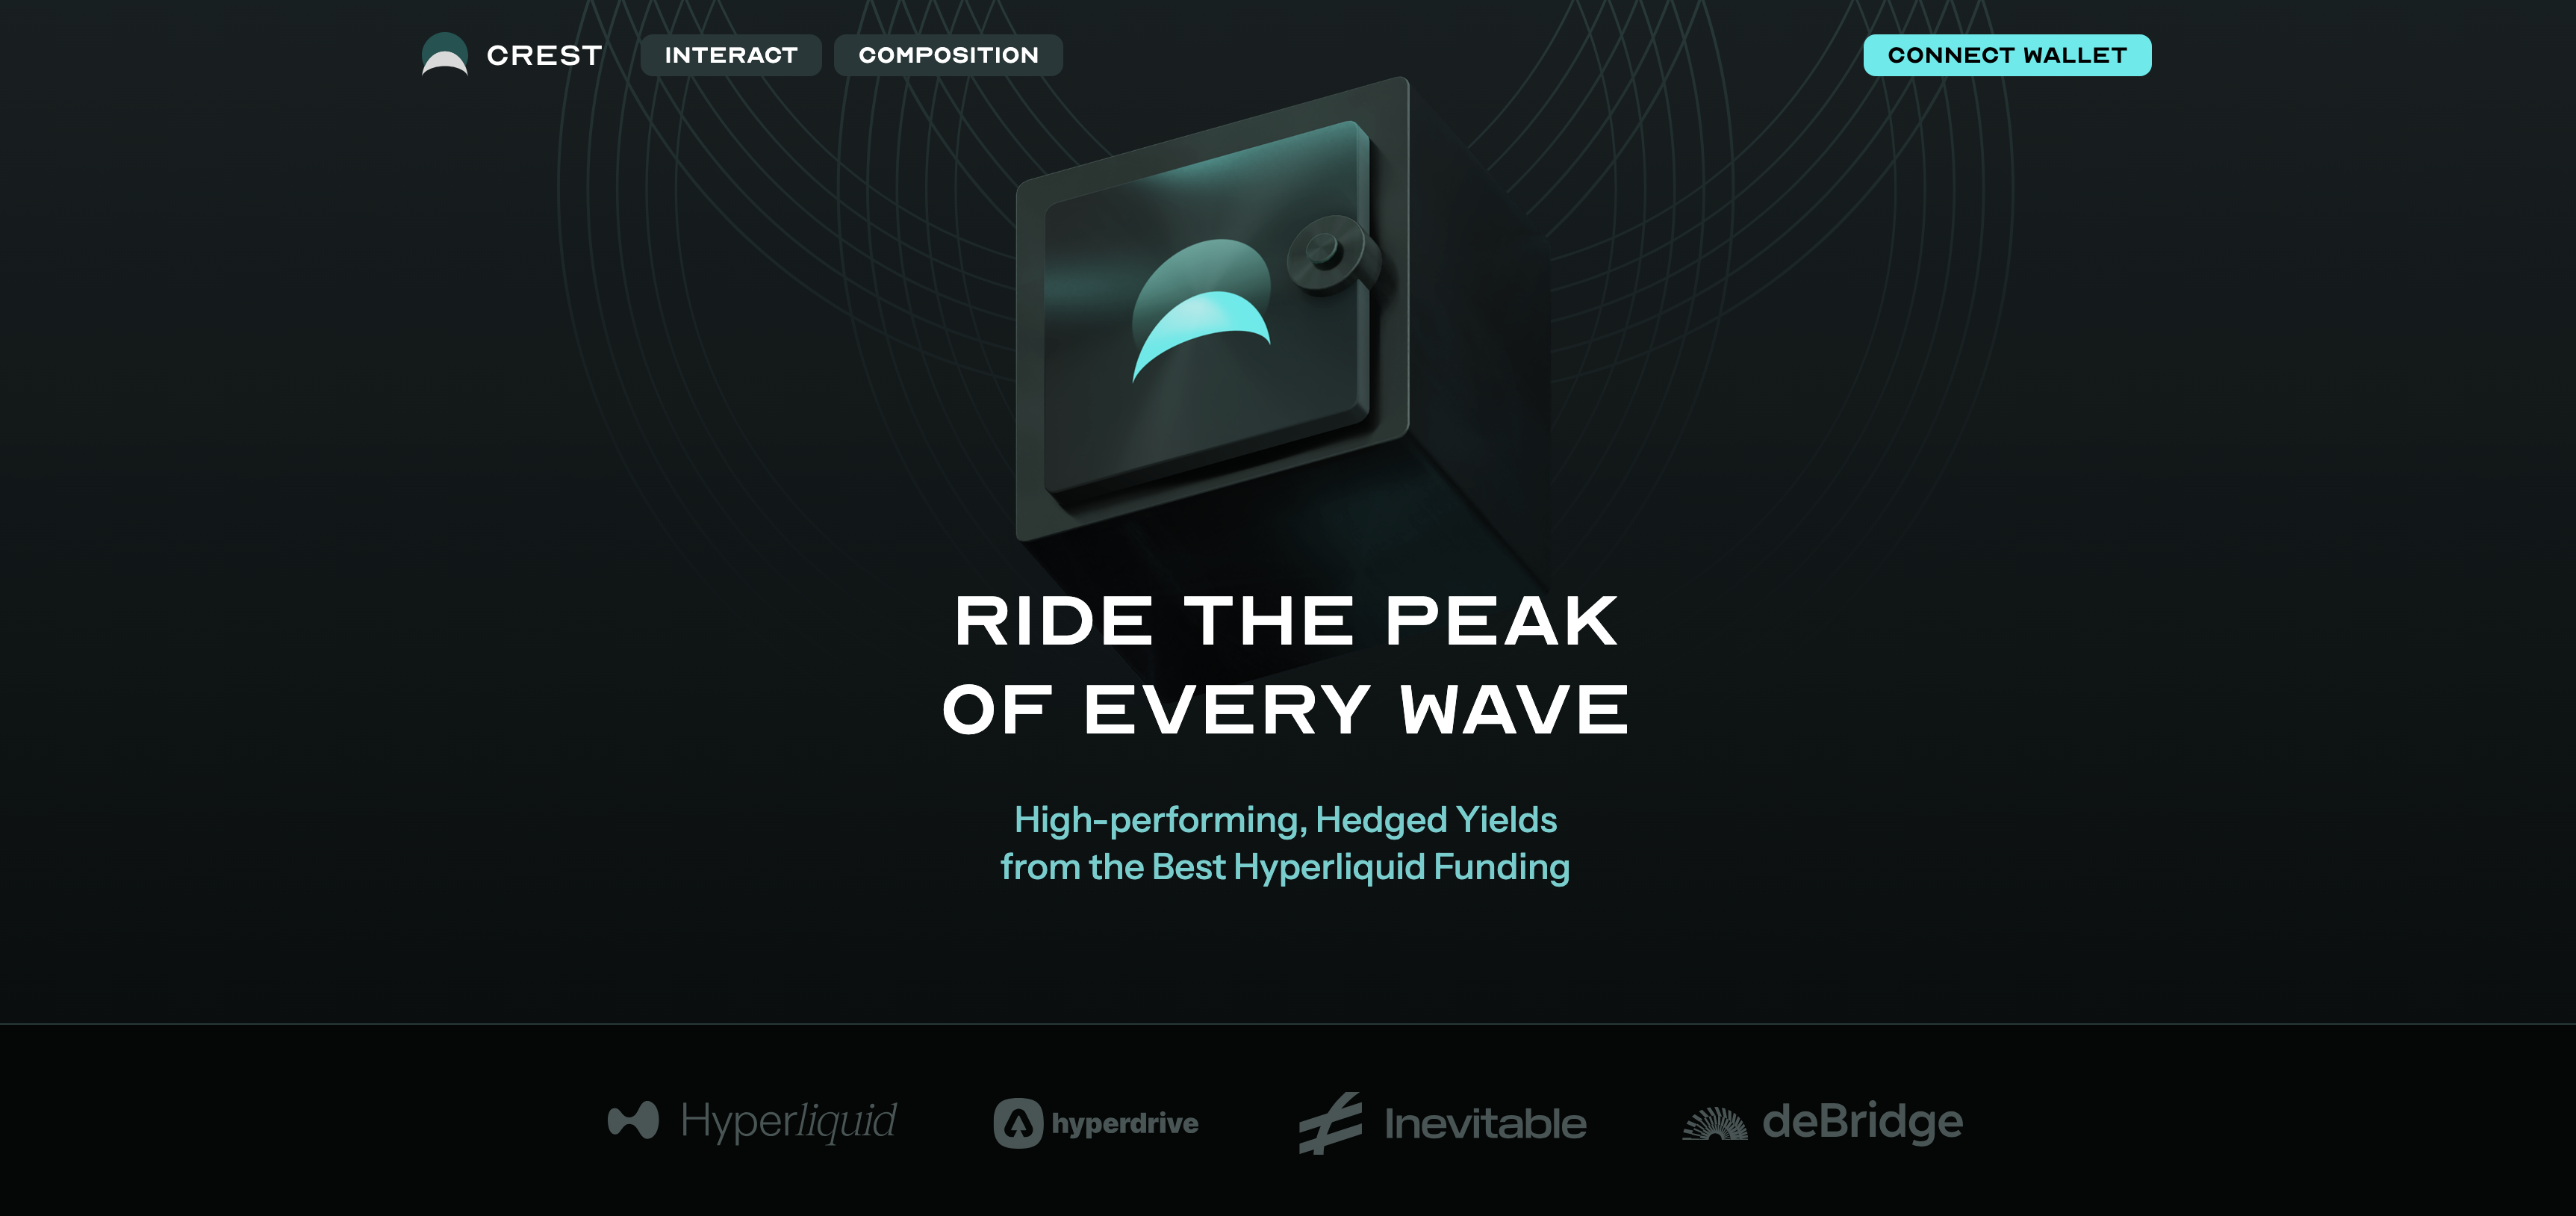 CREST
INTERACT
COMPOSITION
CONNECT WALLET
RIDE THE PEAK
OF EVERY WAVE
High-performing, Hedged Yields
from the Best Hyperliquid Funding
Hyperliquid
hyperdrive
Inevitable
deBridge